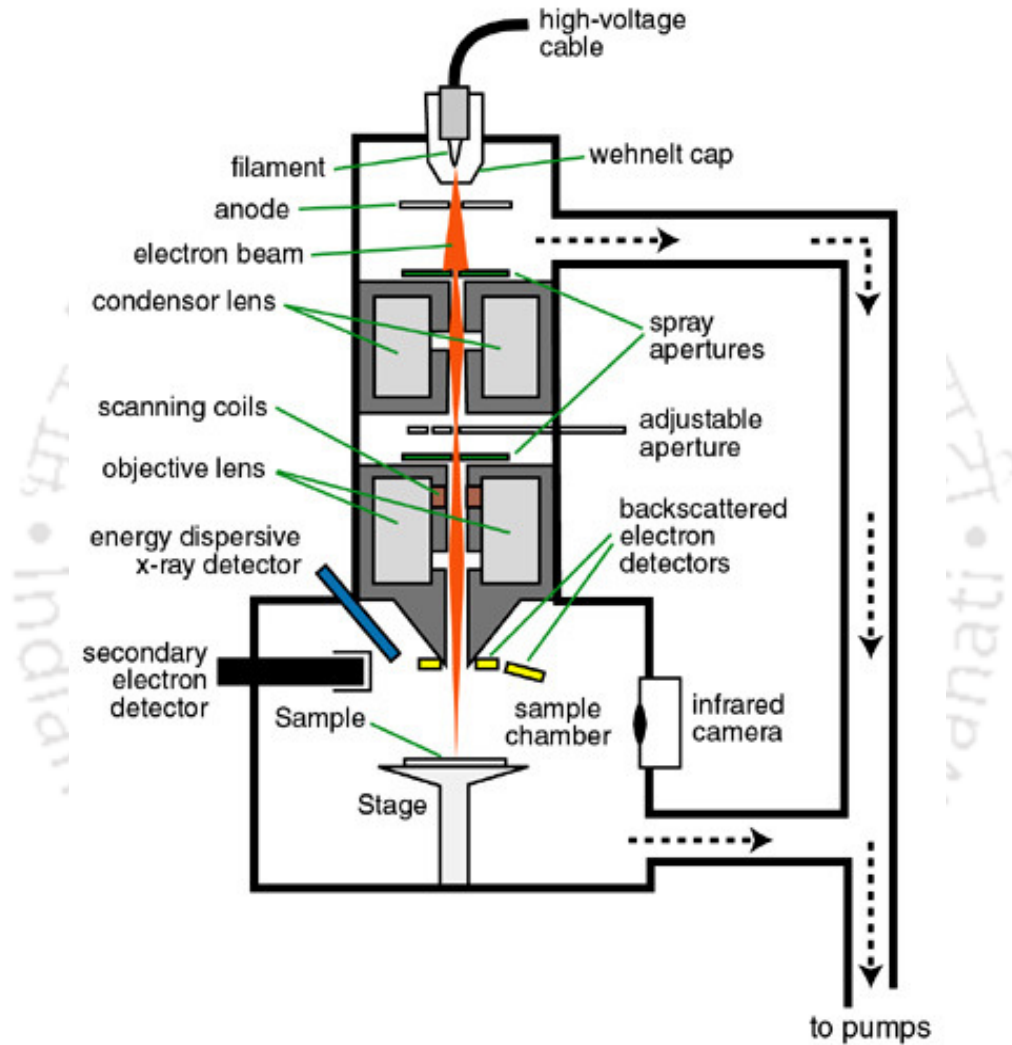 high-voltage
cable
filament
wehnelt cap
anode
electron beam
condensor lens
spray
apertures
scanning coils
adjustable
aperture
objective lens
backscattered
electron
detectors
energy dispersive
x-ray detector
secondary
electron
detector
Sample
sample
chamber
infrared
camera
Stage
to pumps